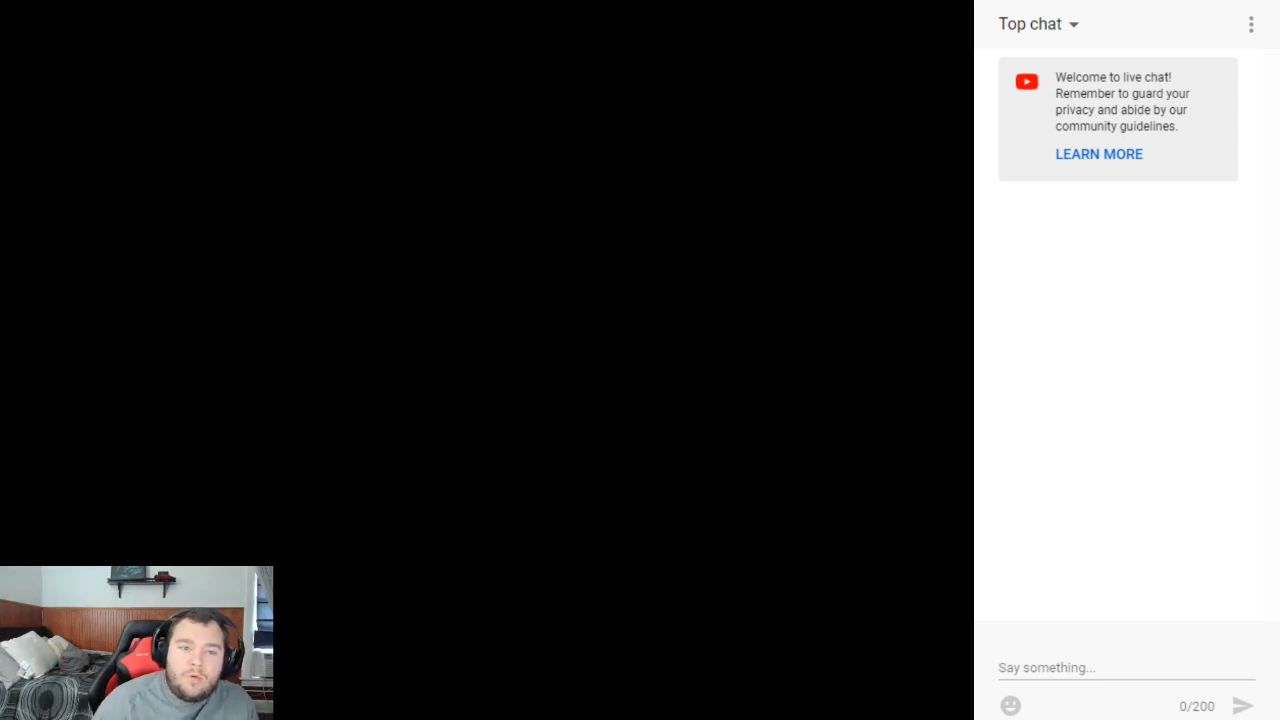 Top chat
Welcome to live chat!
Remember to guard your
privacy and abide by our
community guidelines.
LEARN MORE
Say something...
0/200